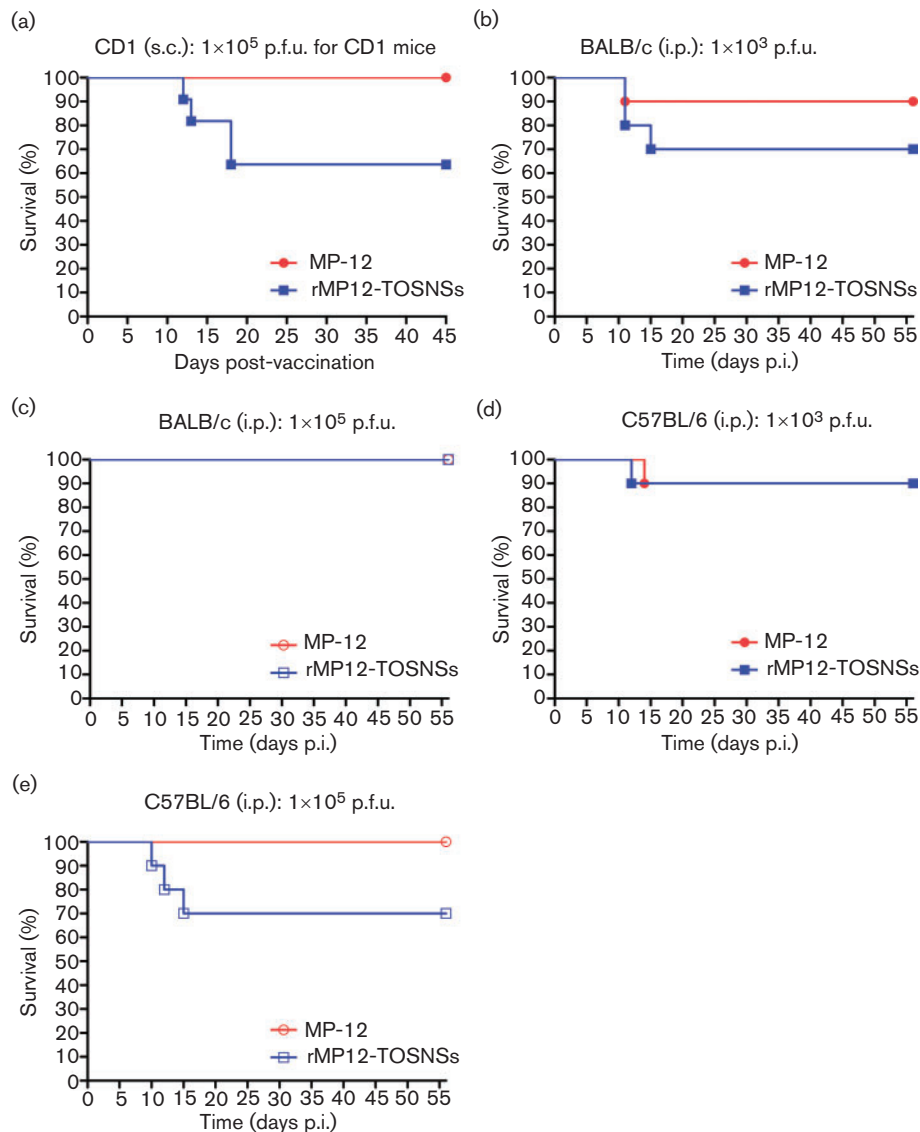 (a)
CD1 (s.c.): 1×10⁵ p.f.u. for CD1 mice
100
90
80
70
60
50
40
30
20
10
0
Survival (%)
MP-12
rMP12-TOSNSs
0 5 10 15 20 25 30 35 40 45
Days post-vaccination
(b)
BALB/c (i.p.): 1×10³ p.f.u.
100
90
80
70
60
50
40
30
20
10
0
Survival (%)
MP-12
rMP12-TOSNSs
0 5 10 15 20 25 30 35 40 45 50 55
Time (days p.i.)
(c)
BALB/c (i.p.): 1×10⁵ p.f.u.
100
90
80
70
60
50
40
30
20
10
0
Survival (%)
MP-12
rMP12-TOSNSs
0 5 10 15 20 25 30 35 40 45 50 55
Time (days p.i.)
(d)
C57BL/6 (i.p.): 1×10³ p.f.u.
100
90
80
70
60
50
40
30
20
10
0
Survival (%)
MP-12
rMP12-TOSNSs
0 5 10 15 20 25 30 35 40 45 50 55
Time (days p.i.)
(e)
C57BL/6 (i.p.): 1×10⁵ p.f.u.
100
90
80
70
60
50
40
30
20
10
0
Survival (%)
MP-12
rMP12-TOSNSs
0 5 10 15 20 25 30 35 40 45 50 55
Time (days p.i.)